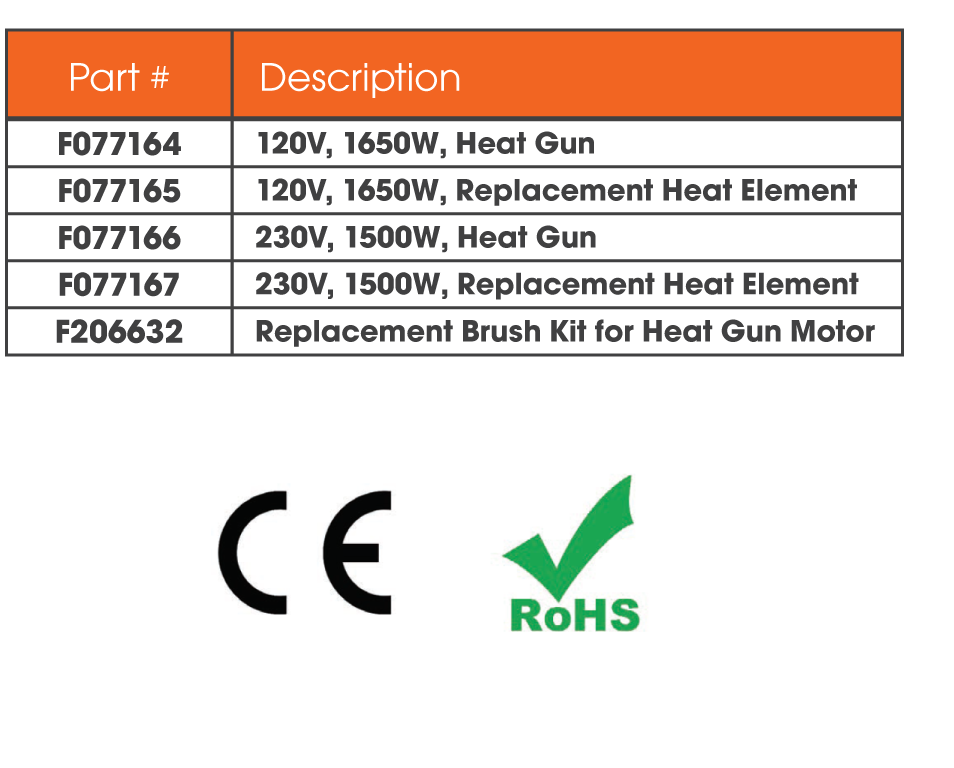 Part # Description
F077164 120V, 1650W, Heat Gun
F077165 120V, 1650W, Replacement Heat Element
F077166 230V, 1500W, Heat Gun
F077167 230V, 1500W, Replacement Heat Element
F206632 Replacement Brush Kit for Heat Gun Motor
CE
RoHS